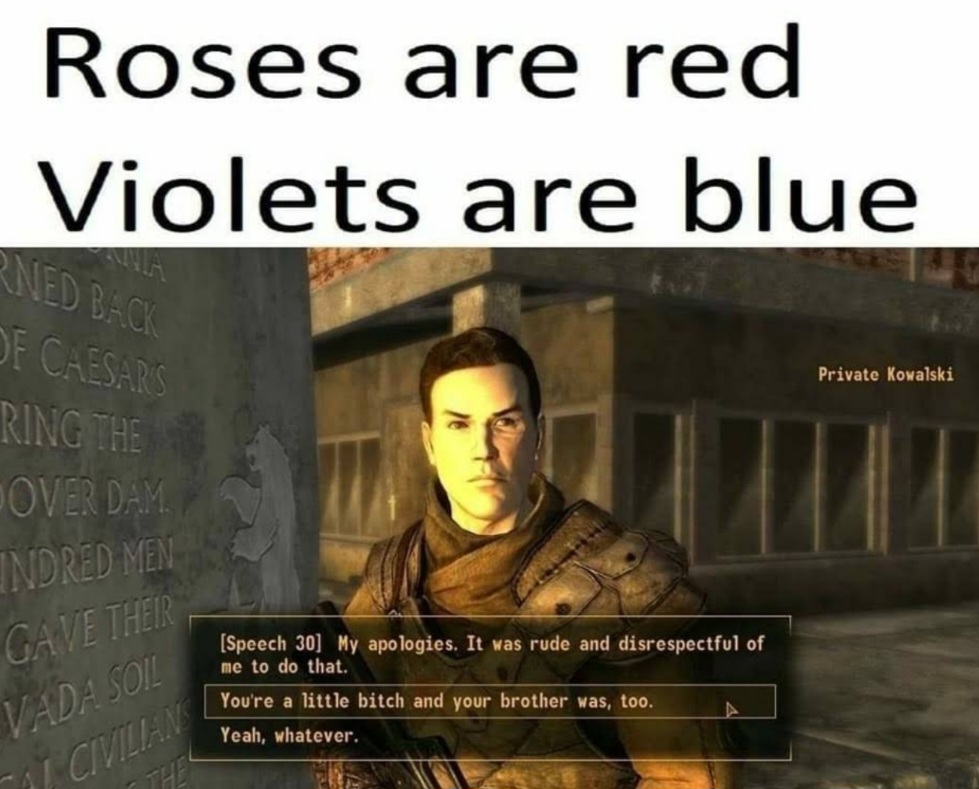 Roses are red
Violets are blue
RNED BACK
OF CAESAR'S
RING THE
OVER DAM.
NDRED MEN
GAVE THEIR
VADA SOIL
CIVILIANS
THE
Private Kowalski
[Speech 30] My apologies. It was rude and disrespectful of
me to do that.
You're a little bitch and your brother was, too.
Yeah, whatever.